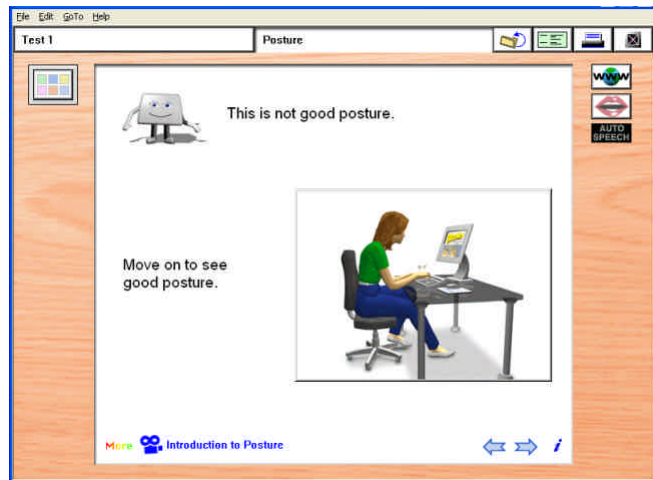 File Edit GoTo Help
Test 1
Posture
WWW
AUTO
SPEECH
This is not good posture.
Move on to see
good posture.
More Introduction to Posture i